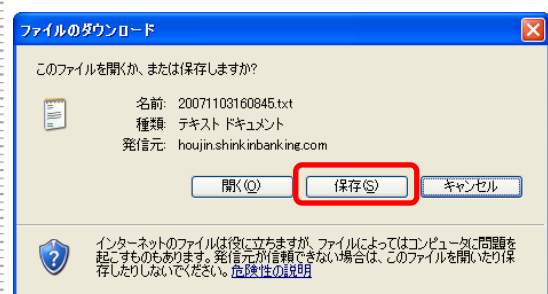 ファイルのダウンロード
このファイルを開くか、または保存しますか?
名前: 20071103160845.txt
種類: テキスト ドキュメント
発信元: houjin.shinkinbanking.com
開く(O) 保存(S) キャンセル
インターネットのファイルは役に立ちますが、ファイルによってはコンピュータに問題を
起こすものもあります。発信元が信頼できない場合は、このファイルを開いたり保
存したりしないでください。危険性の説明